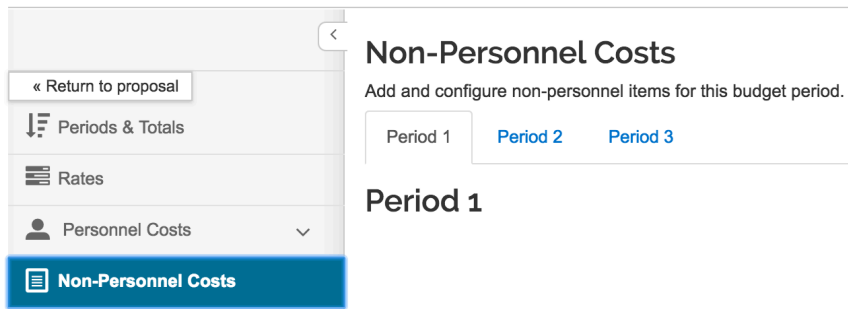 « Return to proposal
Periods & Totals
Rates
Personnel Costs
Non-Personnel Costs
Non-Personnel Costs
Add and configure non-personnel items for this budget period.
Period 1 Period 2 Period 3
Period 1